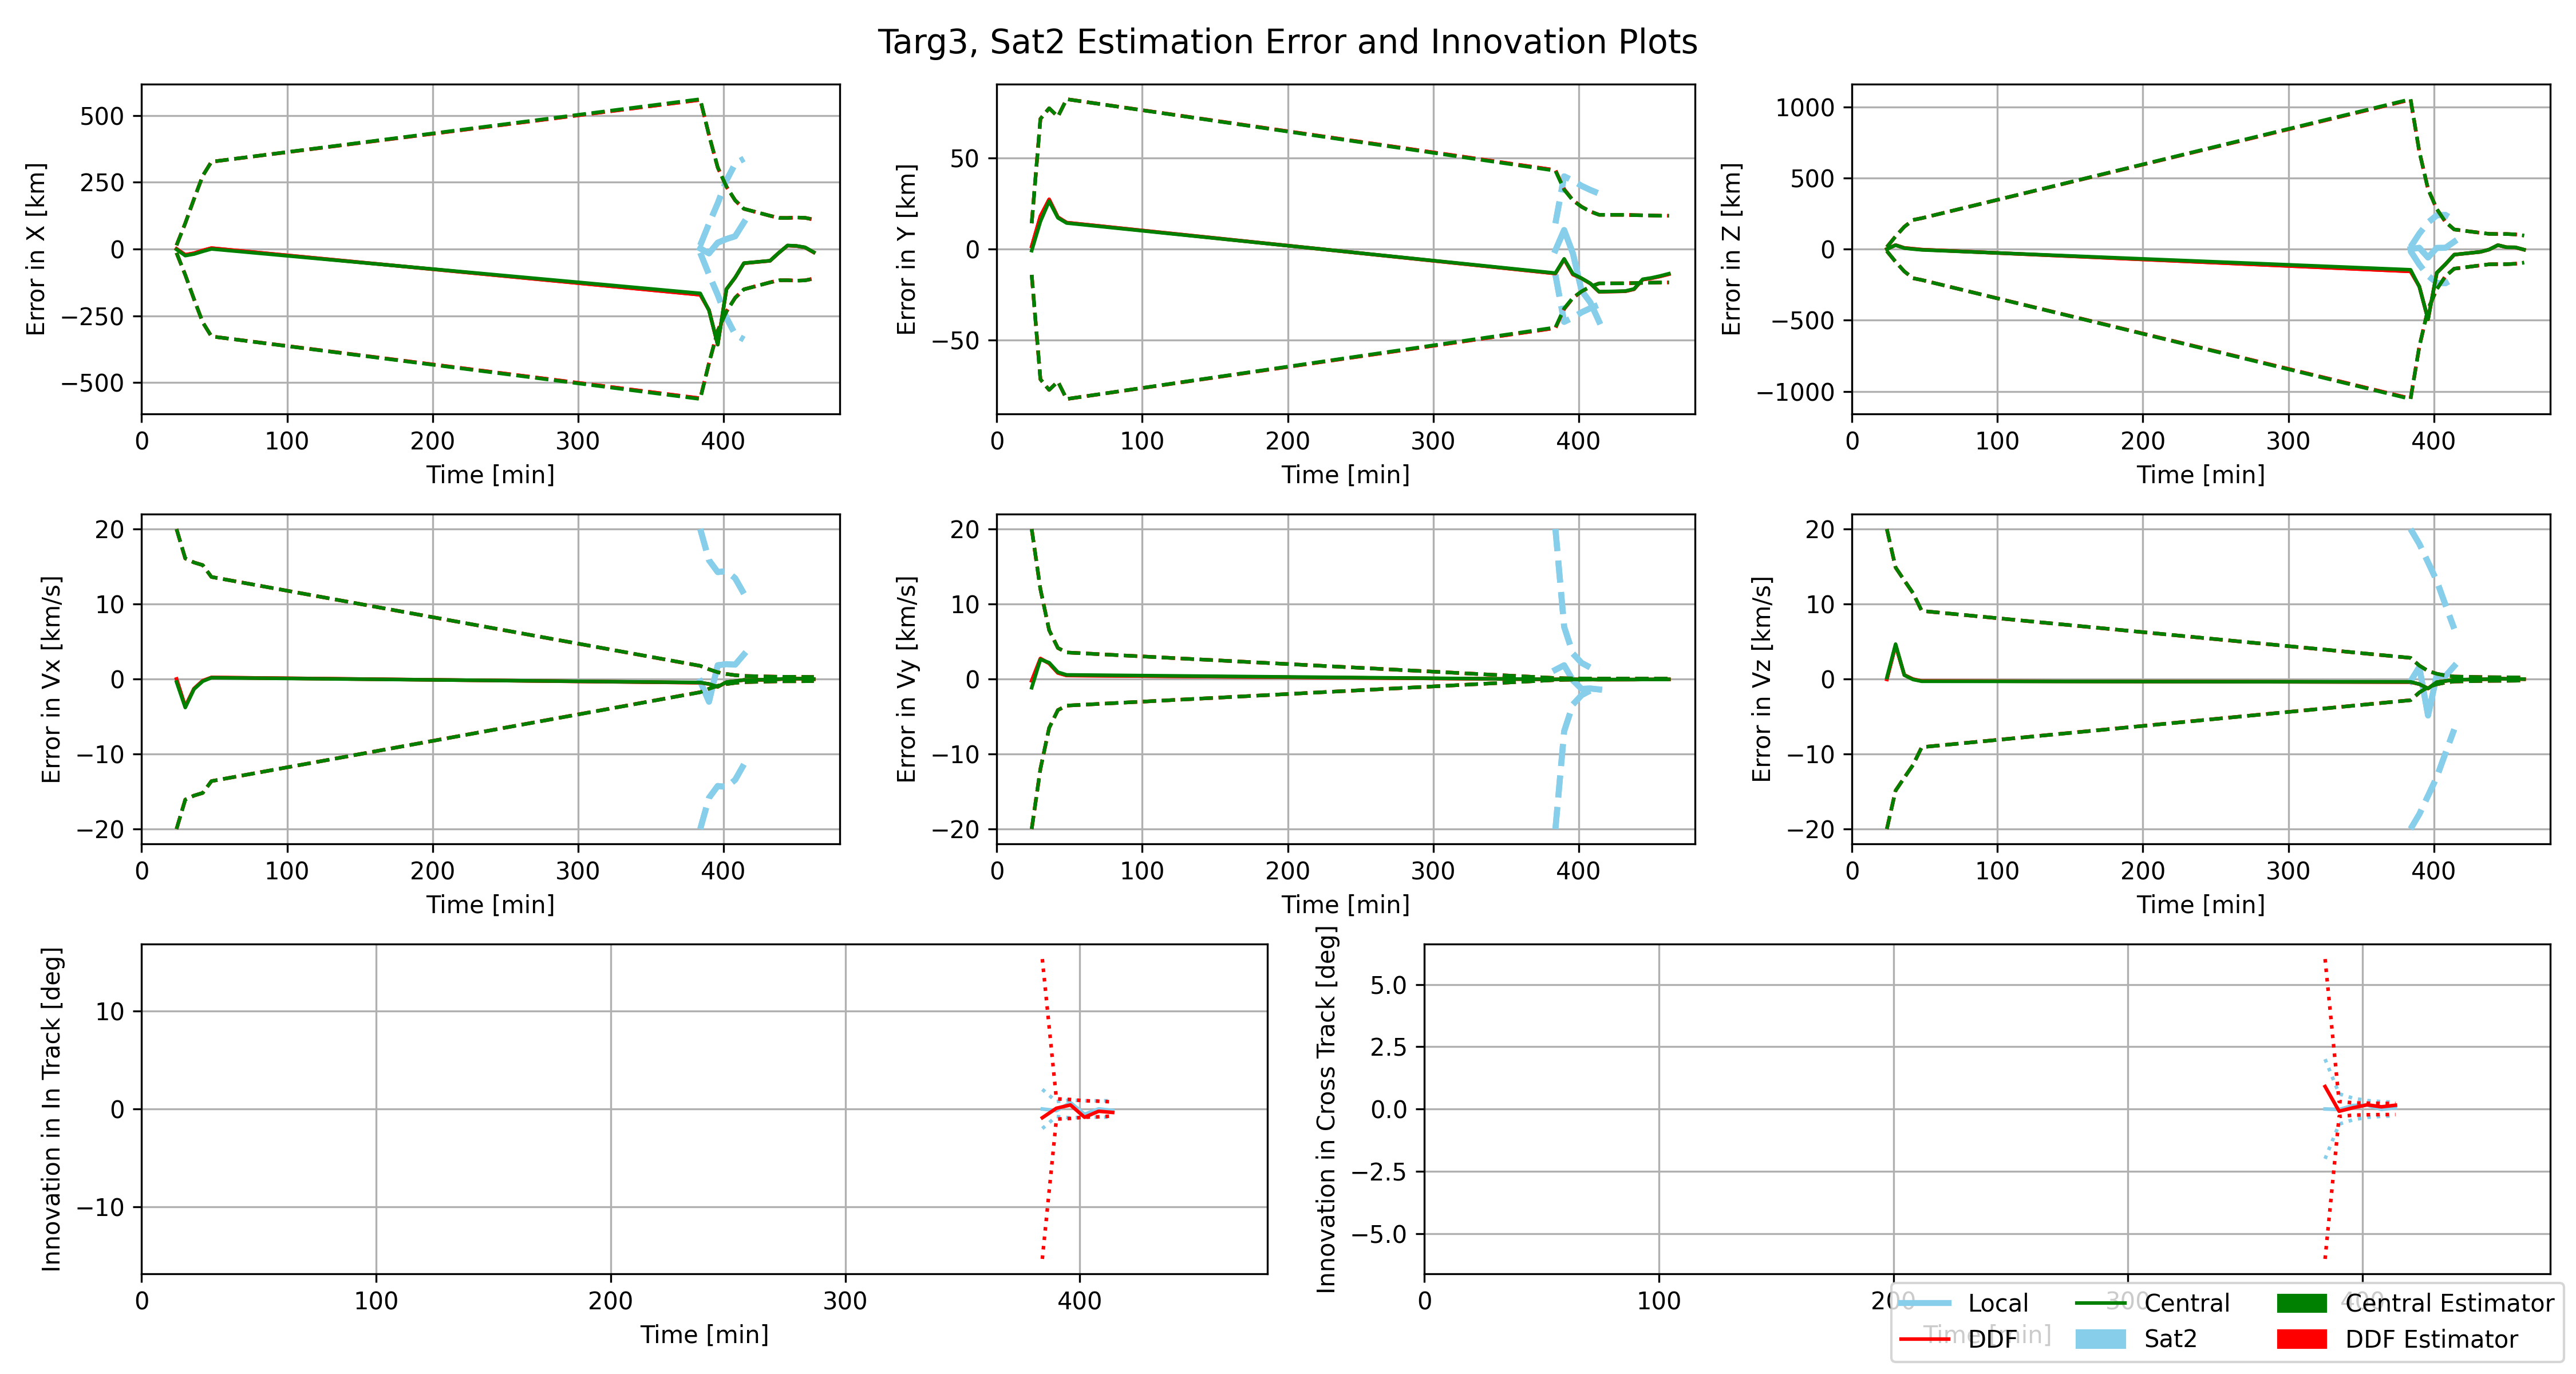 Targ3, Sat2 Estimation Error and Innovation Plots
Error in X [km]
500
250
0
−250
−500
0 100 200 300 400
Time [min]
Error in Y [km]
50
0
−50
0 100 200 300 400
Time [min]
Error in Z [km]
1000
500
0
−500
−1000
0 100 200 300 400
Time [min]
Error in Vx [km/s]
20
10
0
−10
−20
0 100 200 300 400
Time [min]
Error in Vy [km/s]
20
10
0
−10
−20
0 100 200 300 400
Time [min]
Error in Vz [km/s]
20
10
0
−10
−20
0 100 200 300 400
Time [min]
Innovation in In Track [deg]
10
0
−10
0 100 200 300 400
Time [min]
Innovation in Cross Track [deg]
5.0
2.5
0.0
−2.5
−5.0
0 100 200 300 400
Time [min]
Local Central Central Estimator
DDF Sat2 DDF Estimator